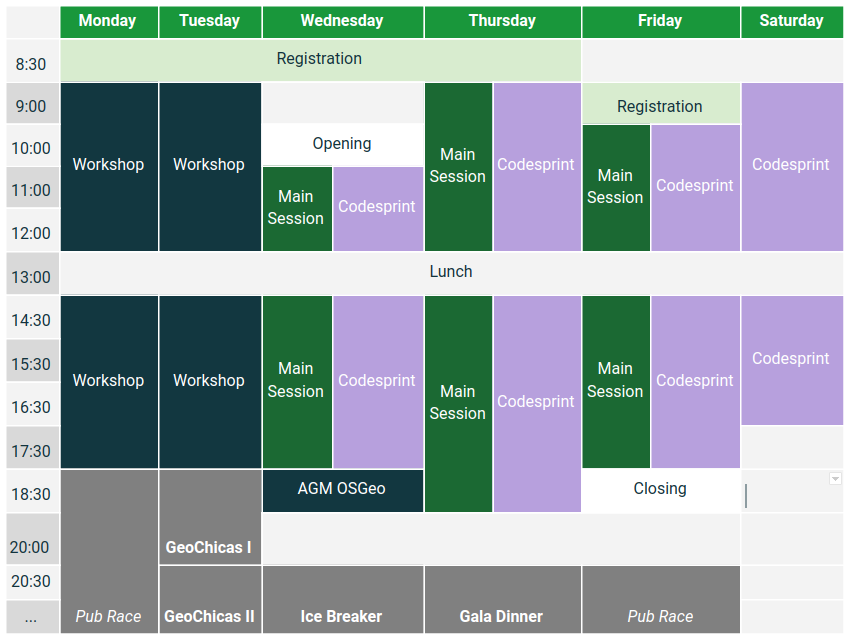 Monday Tuesday Wednesday Thursday Friday Saturday
8:30 Registration
9:00 Registration
10:00 Opening
Workshop Workshop Main Session Codesprint Codesprint
11:00 Main Session Codesprint Main Session Codesprint
12:00
13:00 Lunch
14:30
15:30 Codesprint
Workshop Workshop Main Session Codesprint Main Session Codesprint Main Session Codesprint
16:30
17:30
18:30 AGM OSGeo Closing
20:00 GeoChicas I
20:30
... Pub Race GeoChicas II Ice Breaker Gala Dinner Pub Race